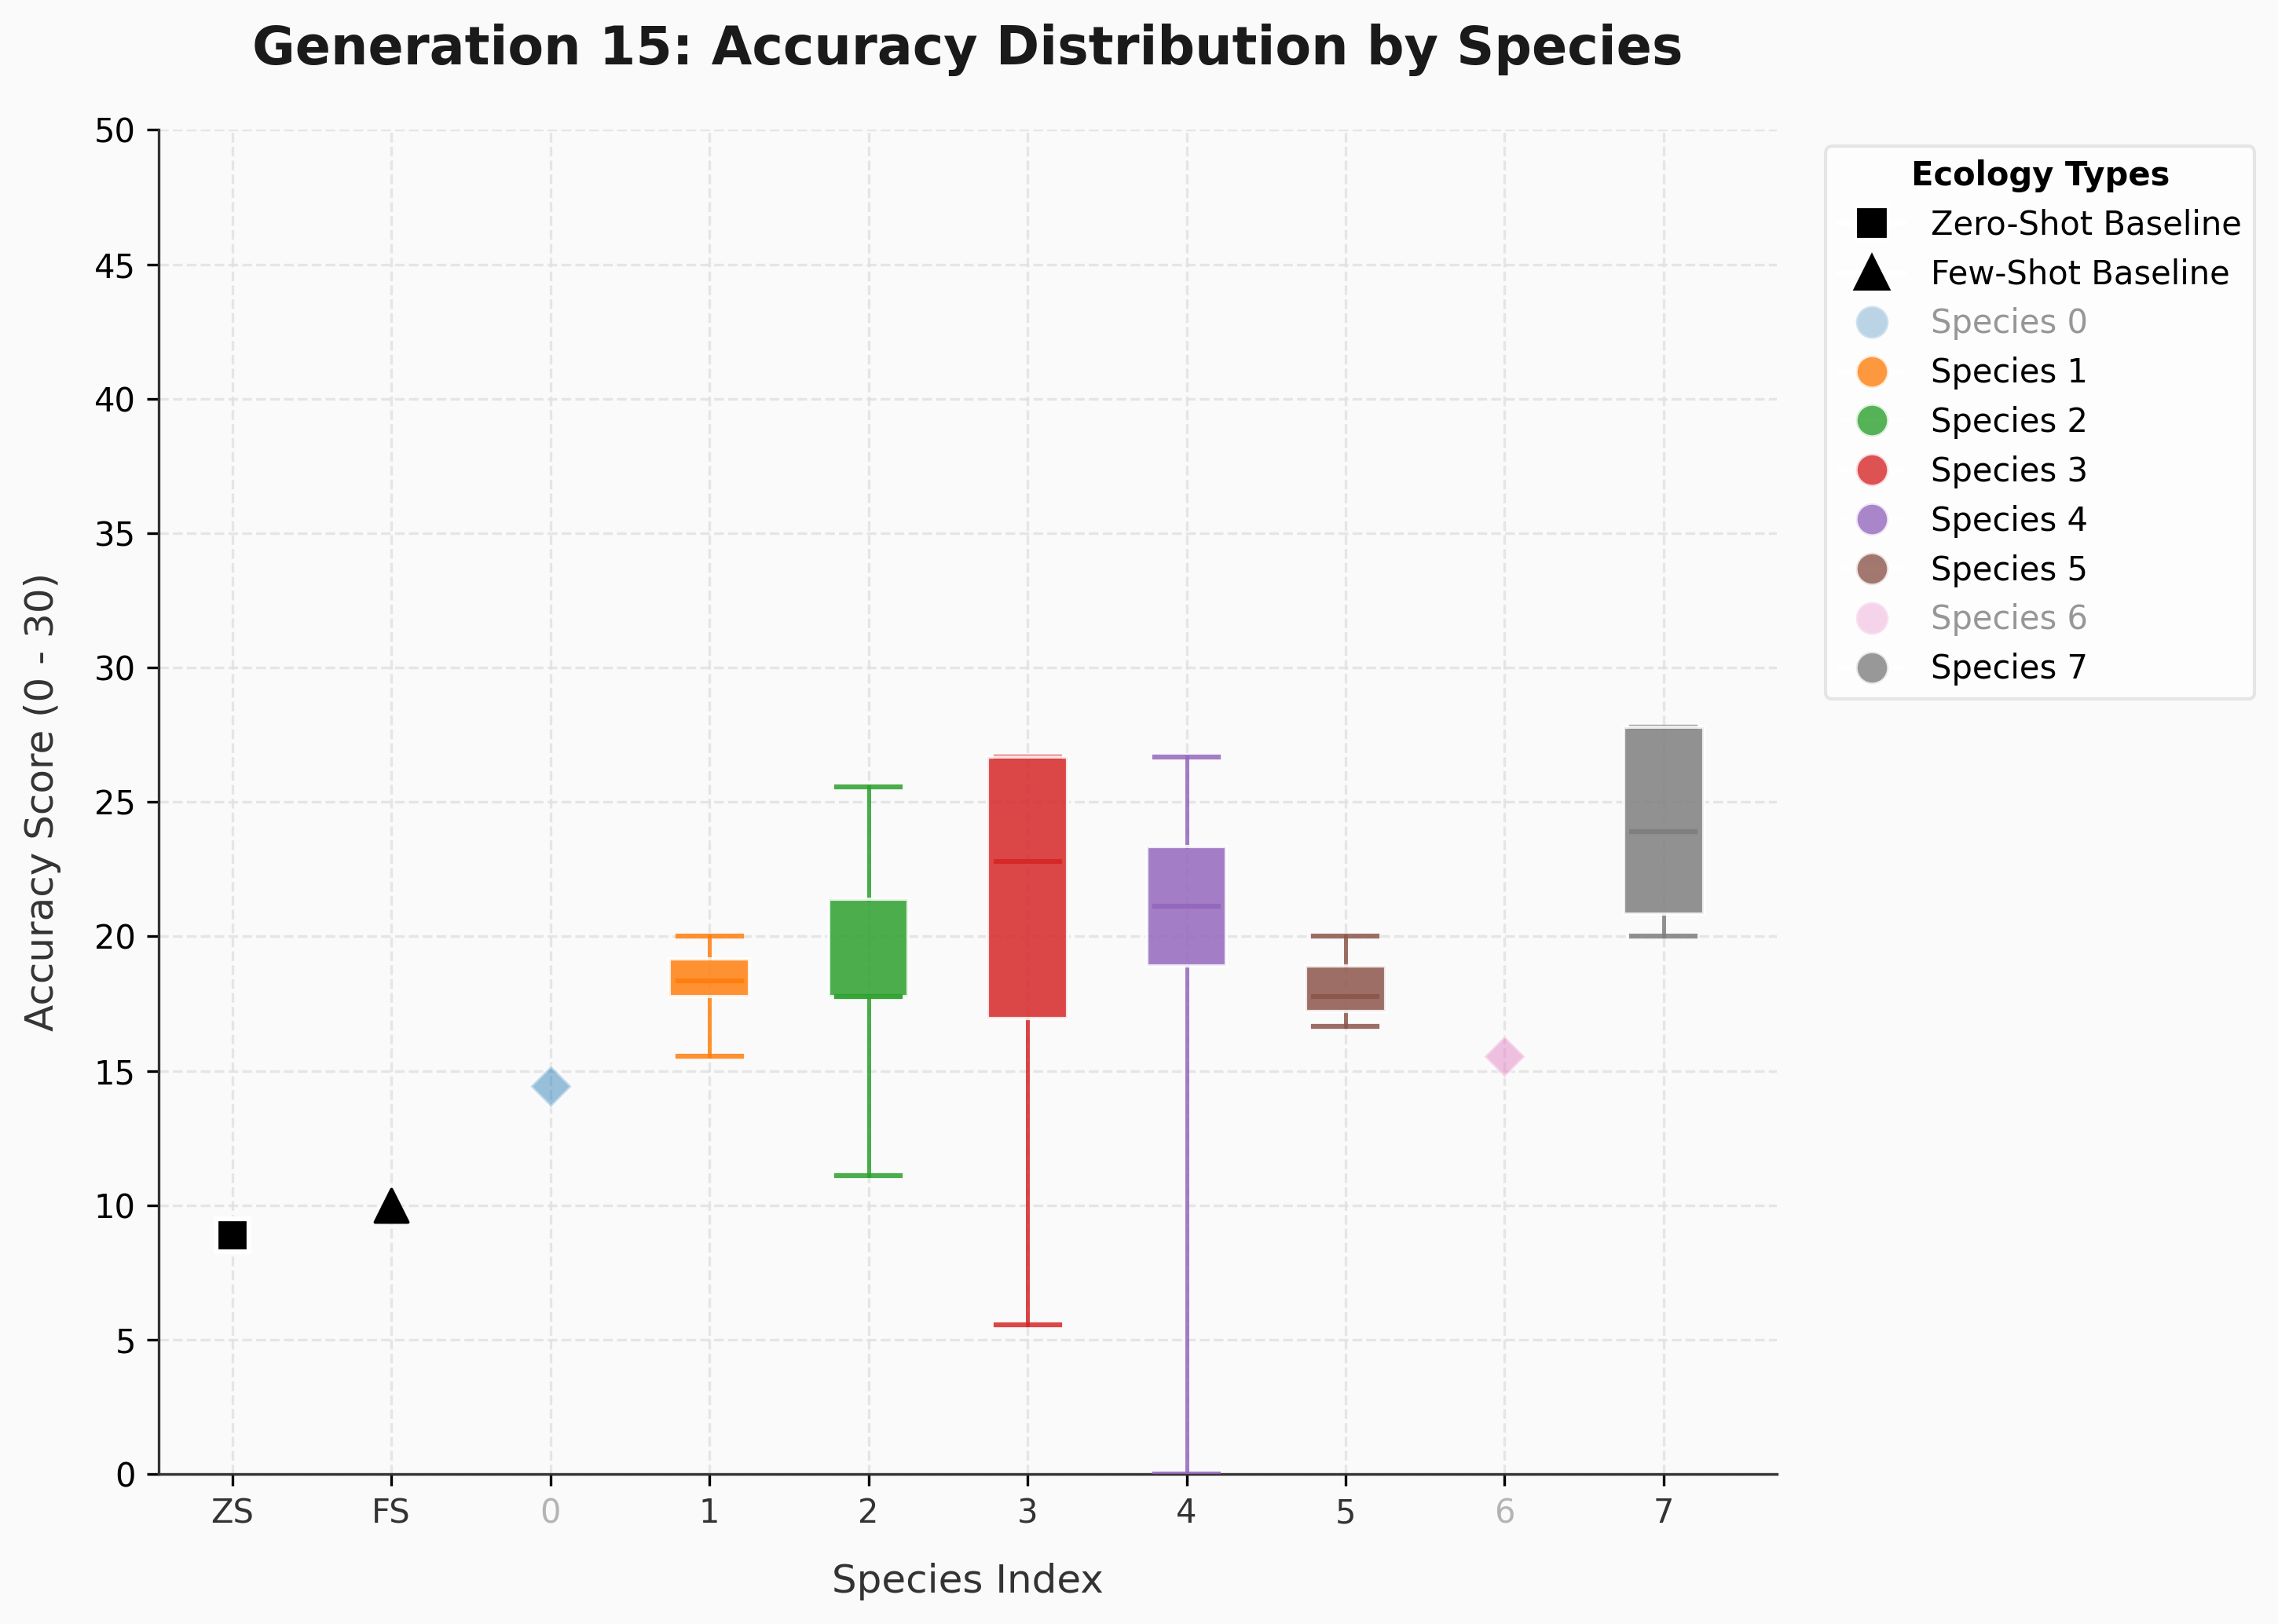 Generation 15: Accuracy Distribution by Species
Accuracy Score (0 - 30)
50
45
40
35
30
25
20
15
10
5
0
ZS FS 0 1 2 3 4 5 6 7
Species Index
Ecology Types
Zero-Shot Baseline
Few-Shot Baseline
Species 0
Species 1
Species 2
Species 3
Species 4
Species 5
Species 6
Species 7